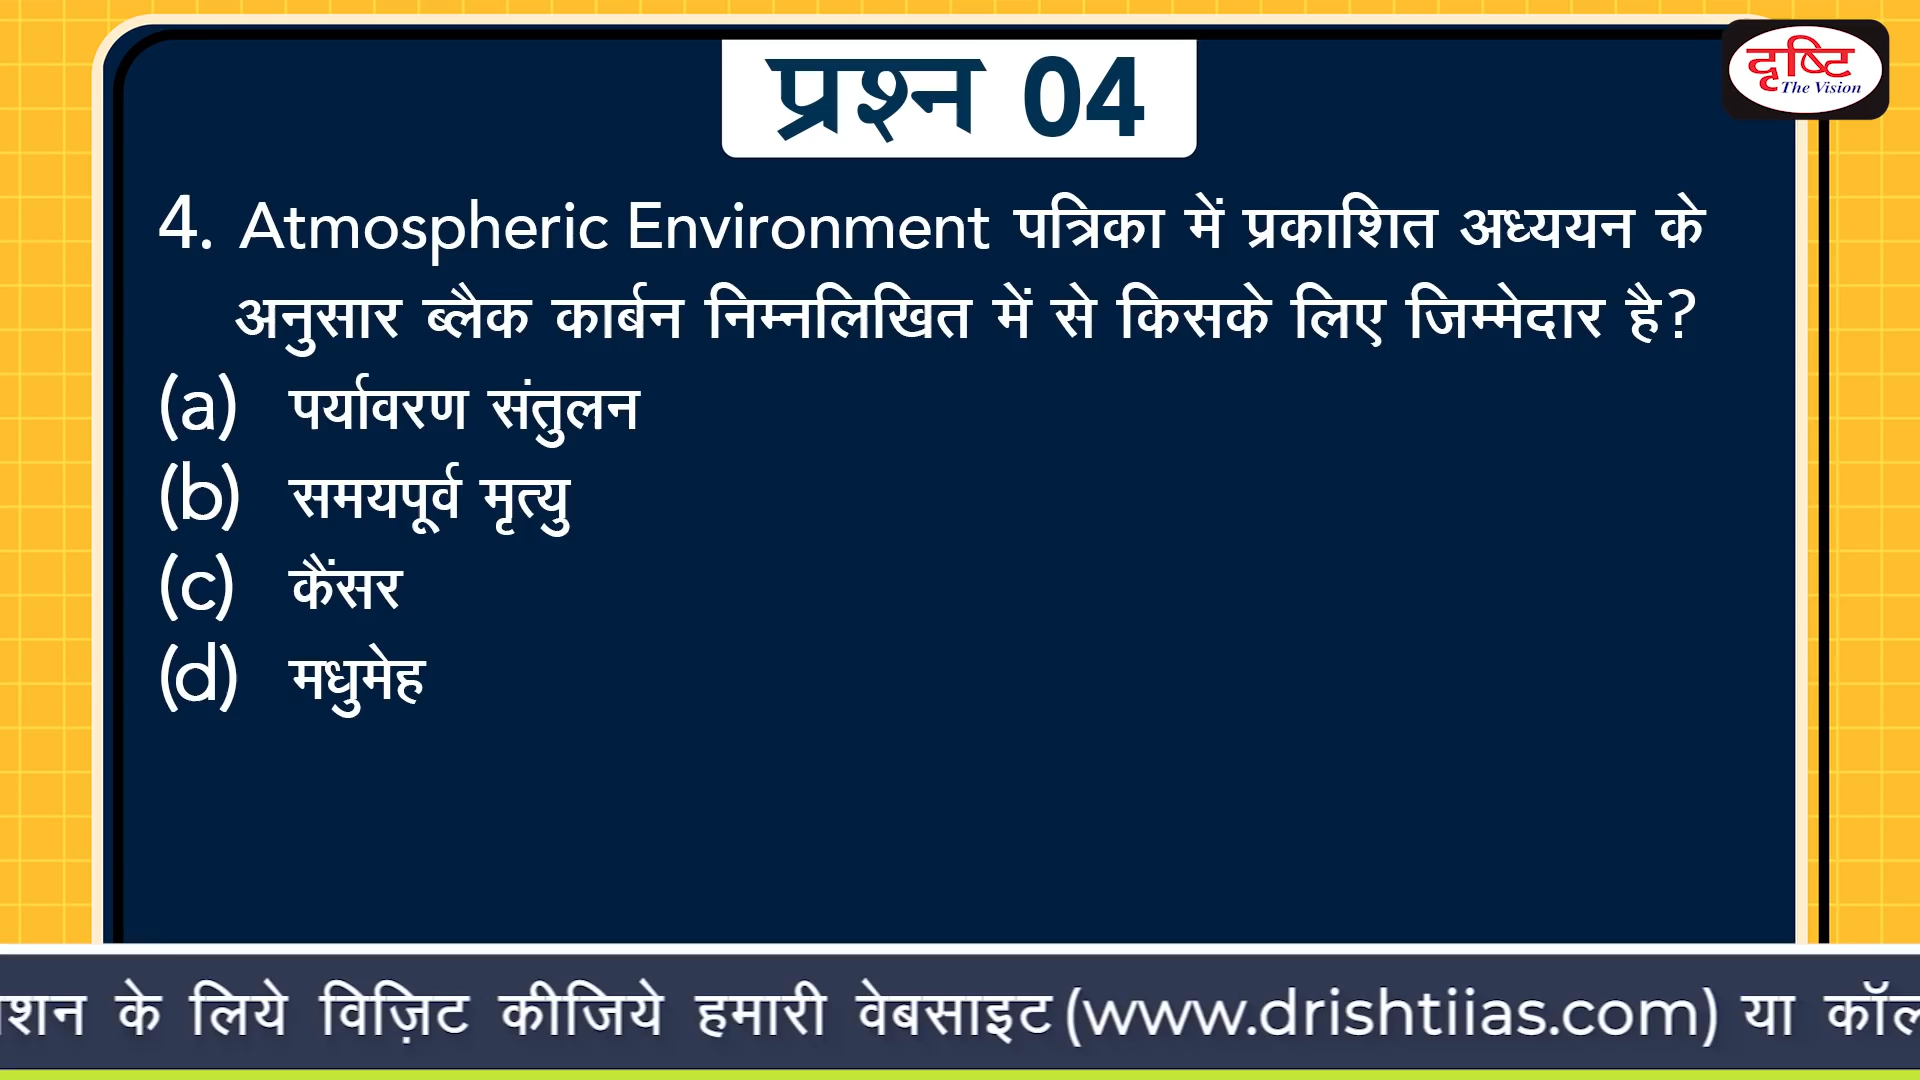 प्रश्न 04
दृष्टि
The Vision
4. Atmospheric Environment पत्रिका में प्रकाशित अध्ययन के
अनुसार ब्लैक कार्बन निम्नलिखित में से किसके लिए जिम्मेदार है?
(a) पर्यावरण संतुलन
(b) समयपूर्व मृत्यु
(c) कैंसर
(d) मधुमेह
के लिये विज़िट कीजिये हमारी वेबसाइट (www.drishtiias.com) या